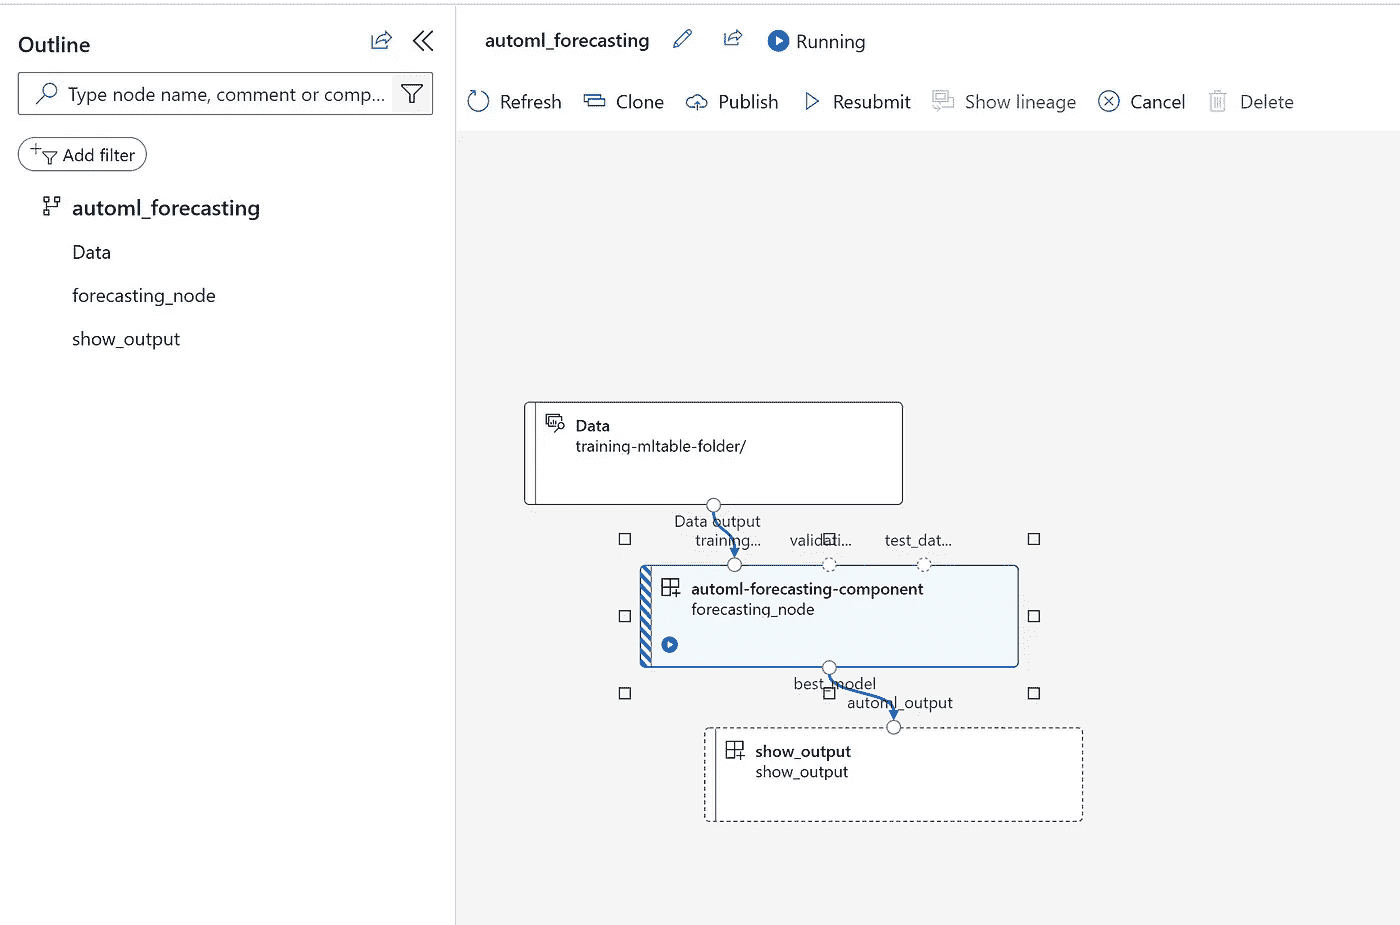 Outline
Type node name, comment or comp...
Add filter
automl_forecasting
Data
forecasting_node
show_output
automl_forecasting
Running
Refresh
Clone
Publish
Resubmit
Show lineage
Cancel
Delete
Data
training-mltable-folder/
Data output
training...
validati...
test_dat...
automl-forecasting-component
forecasting_node
best_model
automl_output
show_output
show_output